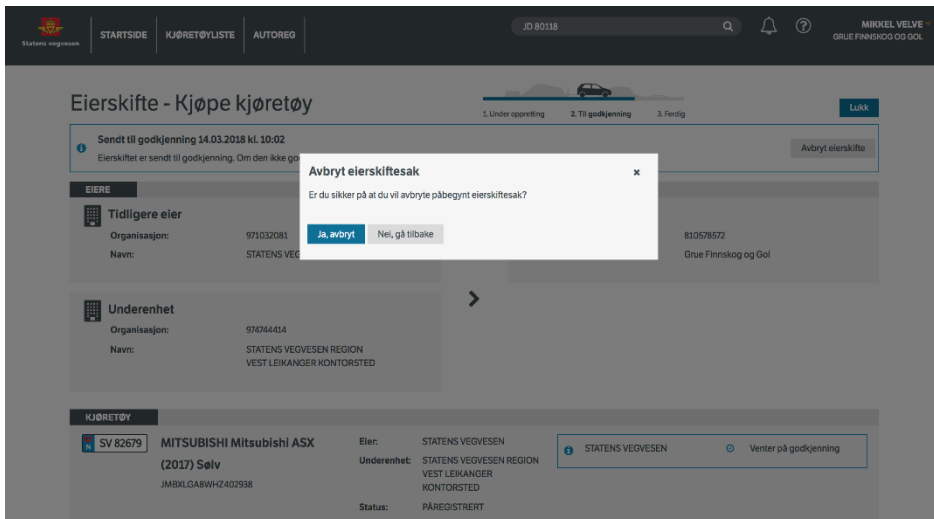 Statens vegvesen
STARTSIDE
KJØRETØYLISTE
AUTOREG
JD 80118
MIKKEL VELVE
GRUE FINNSKOG OG GOL
Eierskifte - Kjøpe kjøretøy
1. Under oppretting
2. Til godkjenning
3. Ferdig
Lukk
Sendt til godkjenning 14.03.2018 kl. 10:02
Eierskiftet er sendt til godkjenning. Om den ikke
Avbryt eierskifte
Avbryt eierskiftesak
Er du sikker på at du vil avbryte påbegynt eierskiftesak?
Ja, avbryt
Nei, gå tilbake
EIERE
Tidligere eier
Organisasjon: 971032081
Navn: STATENS VEG
810578572
Grue Finnskog og Gol
Underenhet
Organisasjon: 974744414
Navn: STATENS VEGVESEN REGION
VEST LEIKANGER KONTORSTED
KJØRETØY
N SV 82679
MITSUBISHI Mitsubishi ASX
(2017) Sølv
JMBXLGA8WHZ402938
Eier: STATENS VEGVESEN
Underenhet: STATENS VEGVESEN REGION
VEST LEIKANGER
KONTORSTED
Status: PÅREGISTRERT
STATENS VEGVESEN
Venter på godkjenning